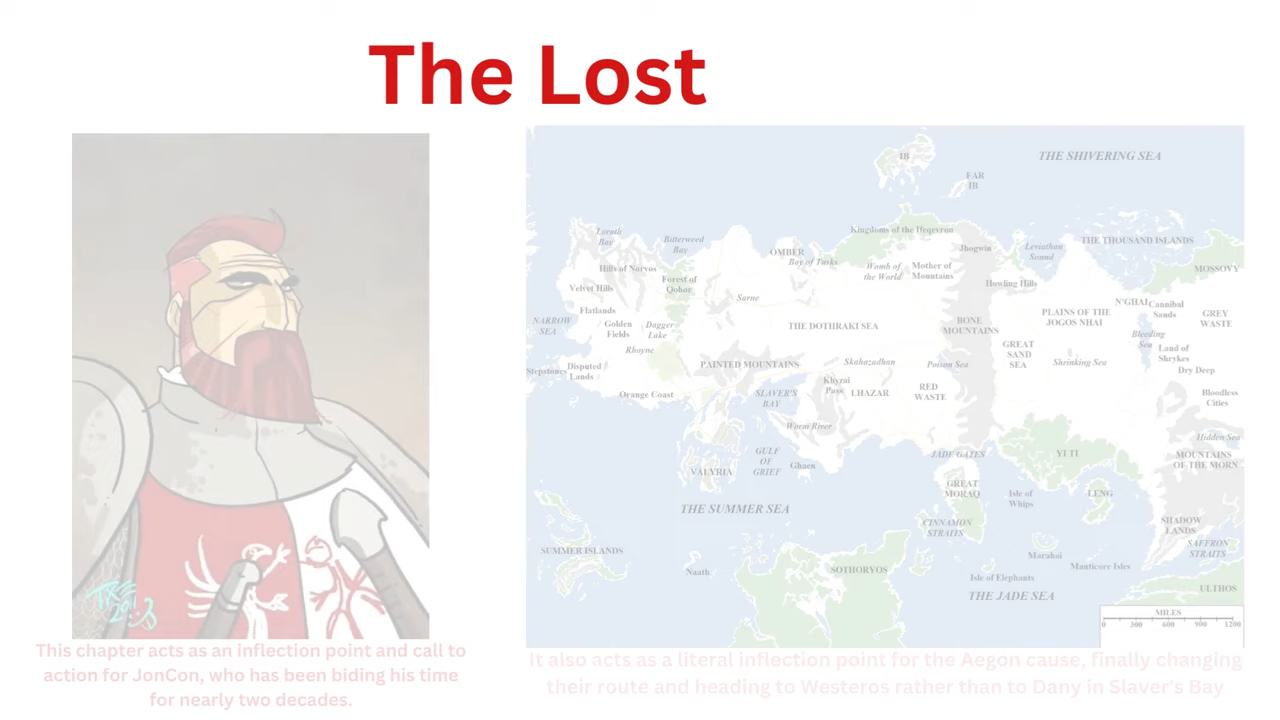 The Lost
THE SHIVERING SEA
IB
FAR
IB
Lorath
Bay
Bitterweed
Bay
Kingdoms of the Ifeqevron
Jhogwin
Leviathan
Sound
THE THOUSAND ISLANDS
MOSSOVY
OMBER
Bay of Tusks
Hills of Norvos
Forest of
Qohor
Velvet Hills
Womb of
the World
Mother of
Mountains
Howling Hills
Flatlands
Sarne
N'GHAI
Cannibal
Sands
GREY
WASTE
NARROW
SEA
Golden
Fields
Dagger
Lake
THE DOTHRAKI SEA
BONE
MOUNTAINS
PLAINS OF THE
JOGOS NHAI
Bleeding
Sea
Rhoyne
GREAT
SAND
SEA
Land of
Shrykes
Shrinking Sea
Dry Deep
Stepstones
Disputed
Lands
PAINTED MOUNTAINS
Skahazadhan
Poison Sea
Orange Coast
SLAVER'S
BAY
Khyzai
Pass
LHAZAR
RED
WASTE
Bloodless
Cities
Worm River
Hidden Sea
GULF
OF
GRIEF
Ghaen
JADE GATES
YI TI
MOUNTAINS
OF THE MORN
VALYRIA
GREAT
MORAQ
Isle of
Whips
LENG
THE SUMMER SEA
CINNAMON
STRAITS
SHADOW
LANDS
SAFFRON
STRAITS
SUMMER ISLANDS
Naath
SOTHORYOS
Marahai
Manticore Isles
Isle of Elephants
THE JADE SEA
ULTHOS
MILES
0 300 600 900 1200
This chapter acts as an inflection point and call to
action for JonCon, who has been biding his time
for nearly two decades.
It also acts as a literal inflection point for the Aegon cause, finally changing
their route and heading to Westeros rather than to Dany in Slaver's Bay